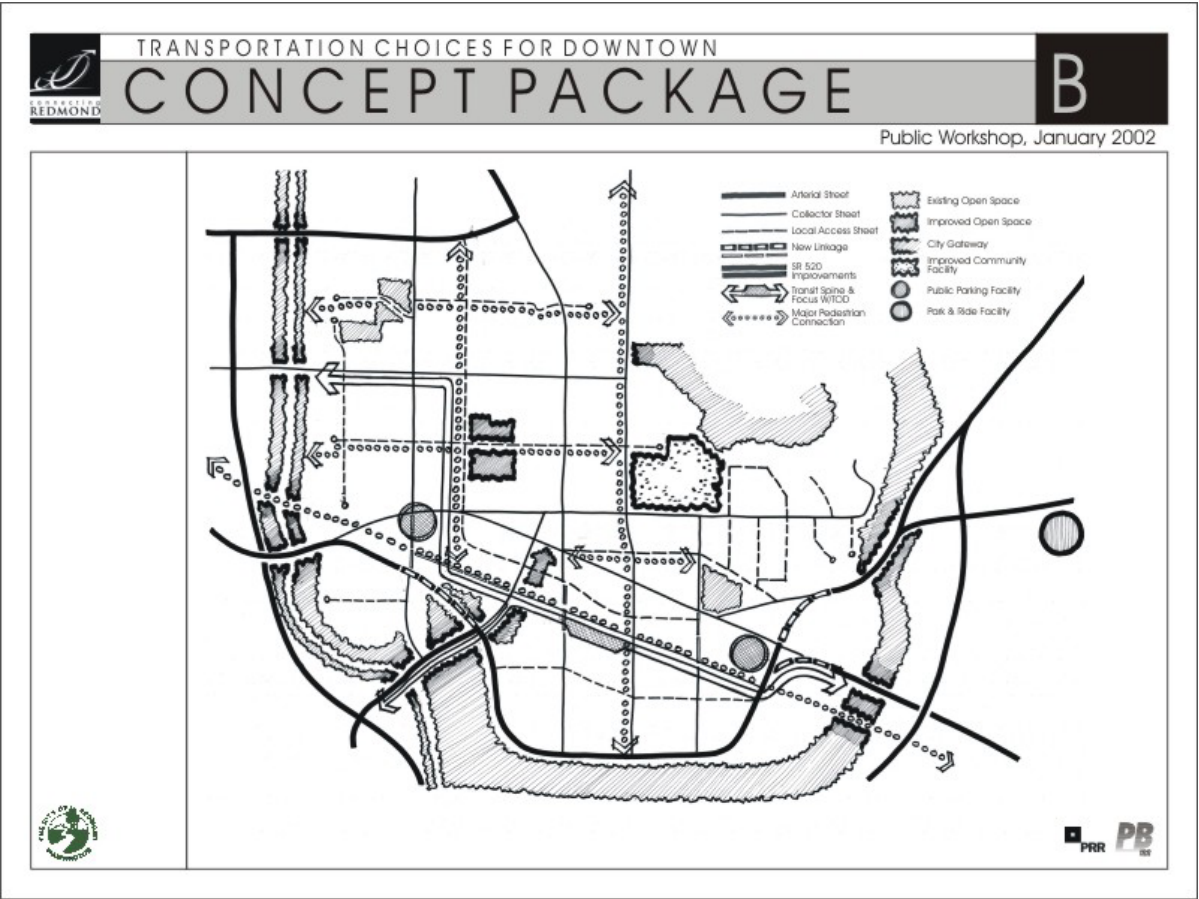 TRANSPORTATION CHOICES FOR DOWNTOWN
connecting
REDMOND
CONCEPT PACKAGE
B
Public Workshop, January 2002
Arterial Street
Collector Street
Local Access Street
New Linkage
SR 520
Improvements
Transit Spine &
Focus W/TOD
Major Pedestrian
Connection
Existing Open Space
Improved Open Space
City Gateway
Improved Community
Facility
Public Parking Facility
Park & Ride Facility
WASHINGTON
PRR
PB